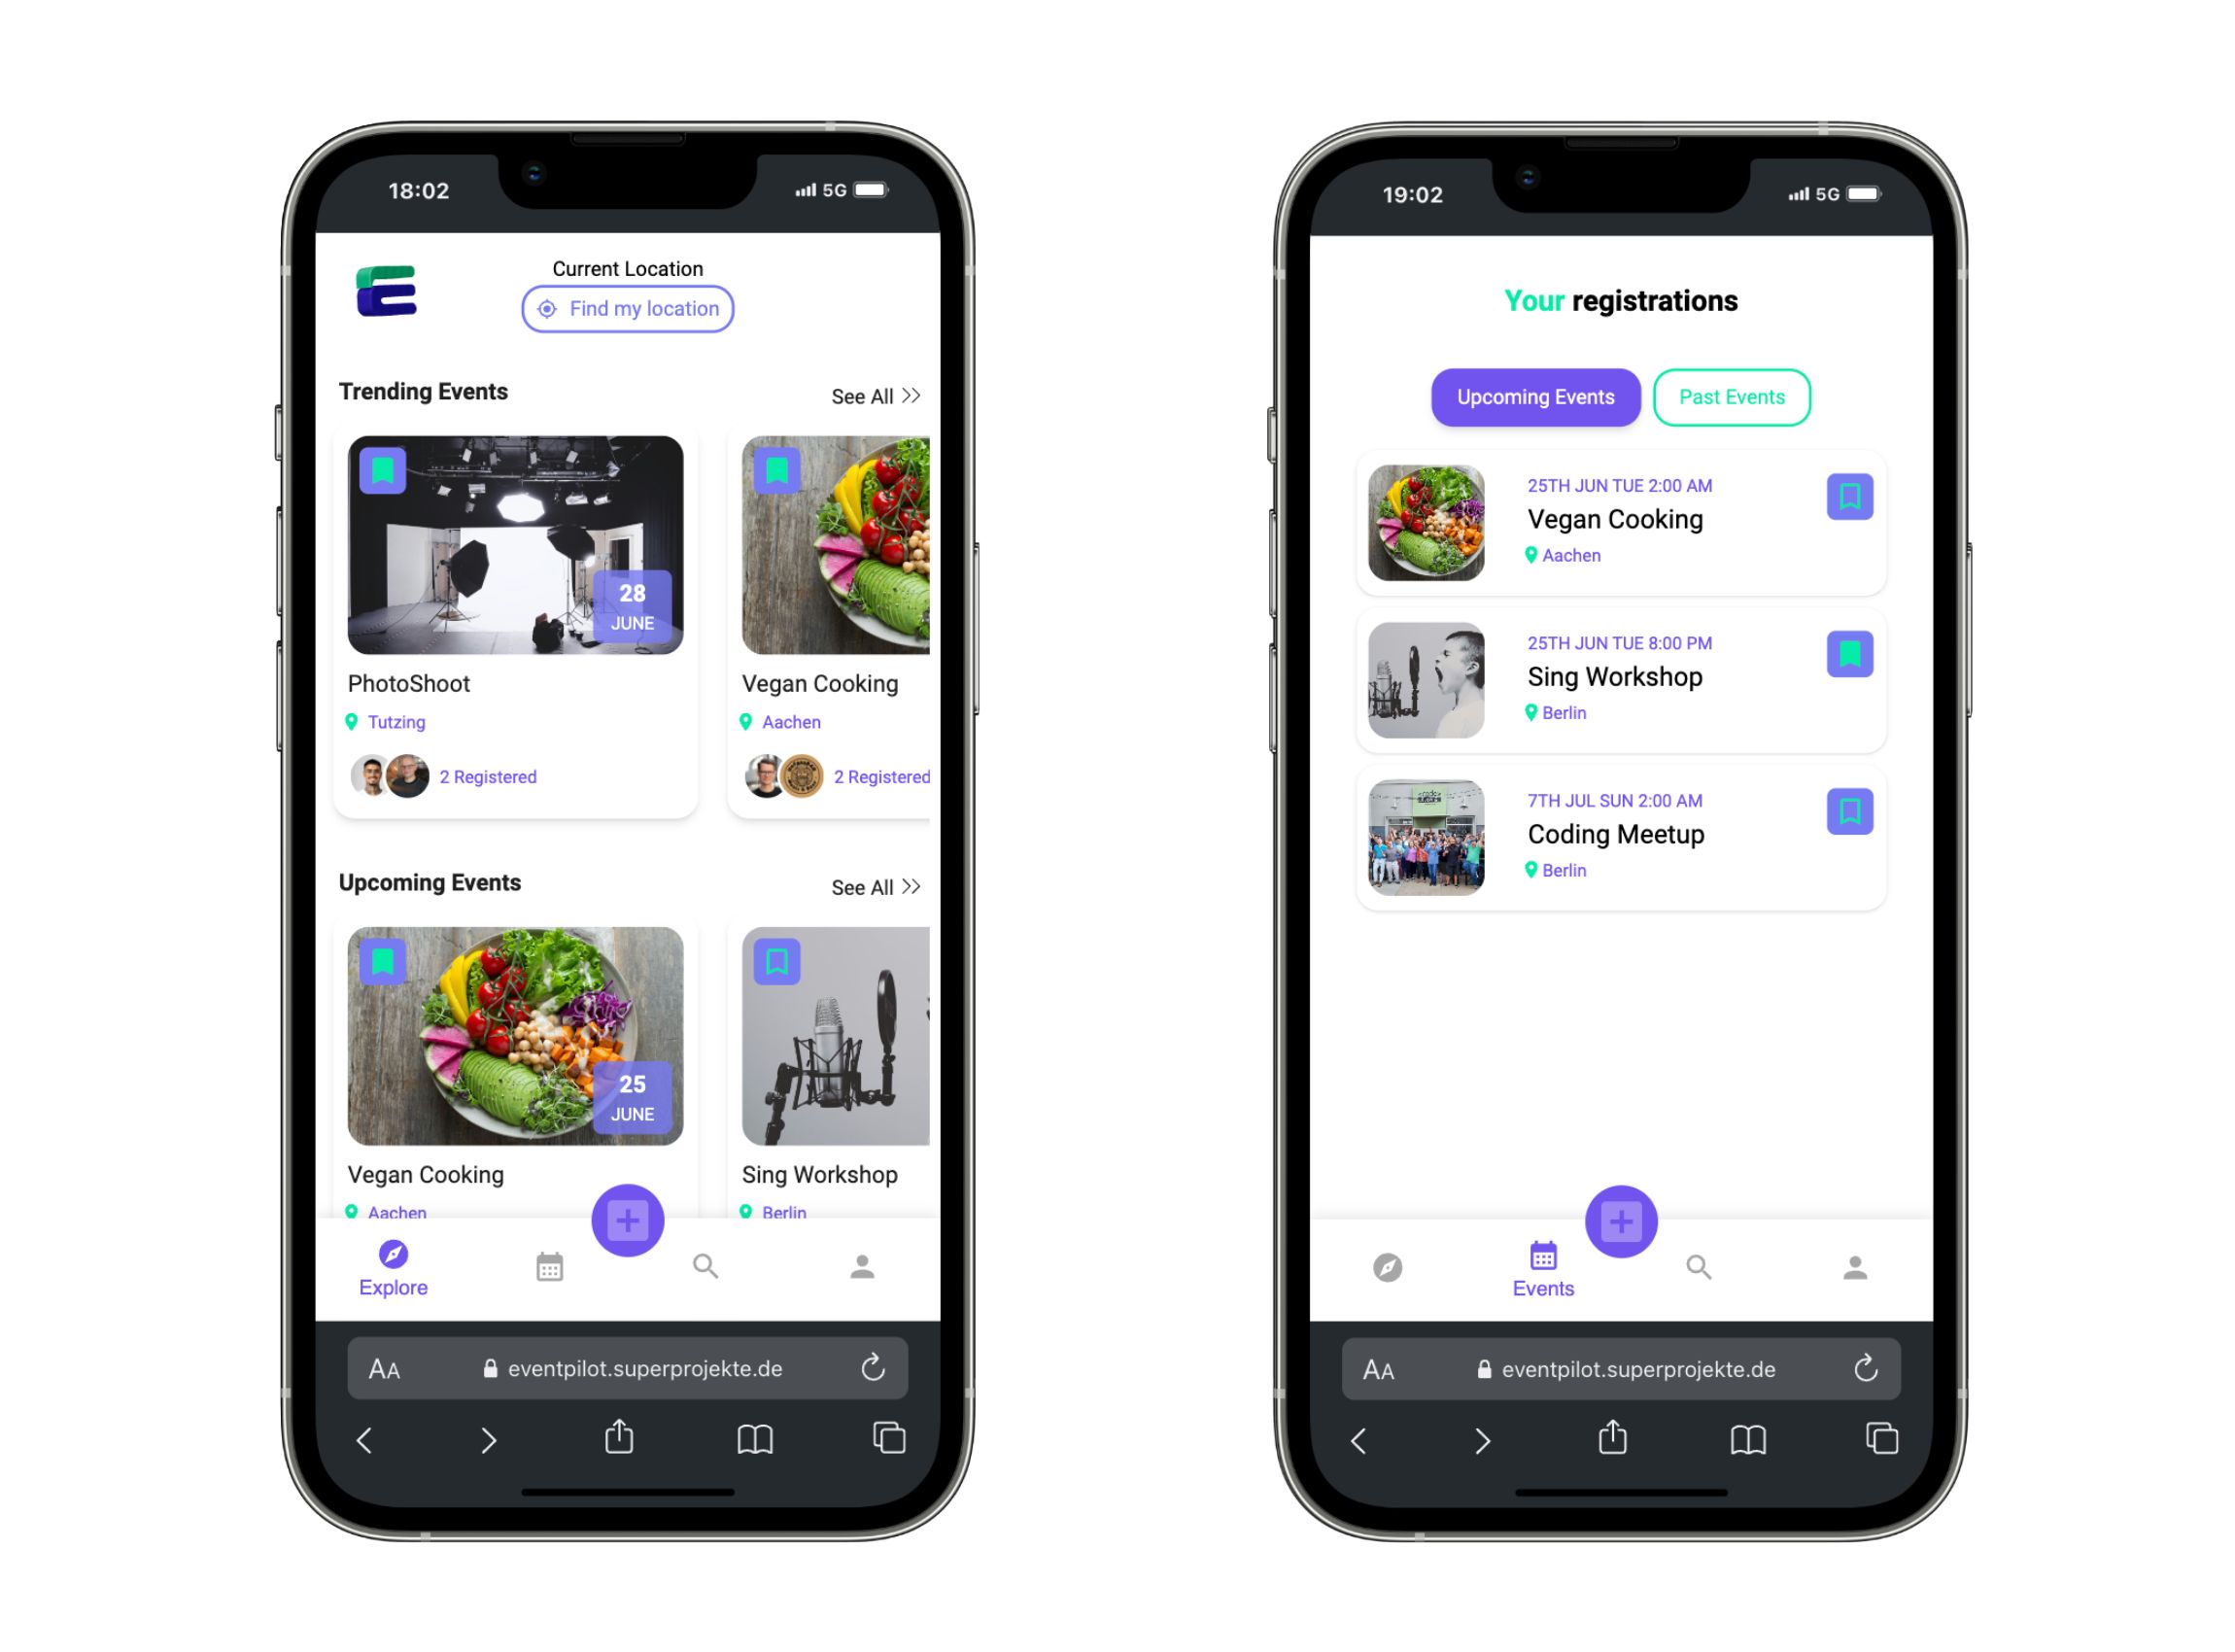 18:02
5G
Current Location
Find my location
Trending Events
See All
28
JUNE
PhotoShoot
Tutzing
2 Registered
Vegan Cooking
Aachen
2 Registered
Upcoming Events
See All
25
JUNE
Vegan Cooking
Aachen
Sing Workshop
Berlin
Explore
AA
eventpilot.superprojekte.de
19:02
5G
Your registrations
Upcoming Events
Past Events
25TH JUN TUE 2:00 AM
Vegan Cooking
Aachen
25TH JUN TUE 8:00 PM
Sing Workshop
Berlin
7TH JUL SUN 2:00 AM
Coding Meetup
Berlin
Events
AA
eventpilot.superprojekte.de